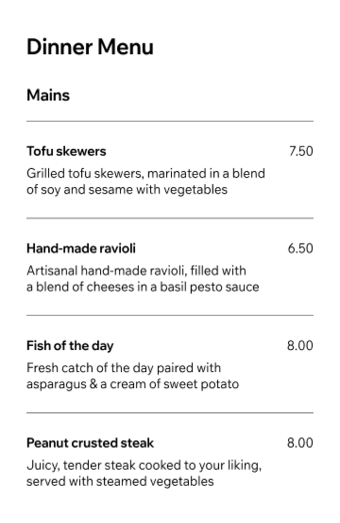 Dinner Menu
Mains
Tofu skewers 7.50
Grilled tofu skewers, marinated in a blend
of soy and sesame with vegetables
Hand-made ravioli 6.50
Artisanal hand-made ravioli, filled with
a blend of cheeses in a basil pesto sauce
Fish of the day 8.00
Fresh catch of the day paired with
asparagus & a cream of sweet potato
Peanut crusted steak 8.00
Juicy, tender steak cooked to your liking,
served with steamed vegetables